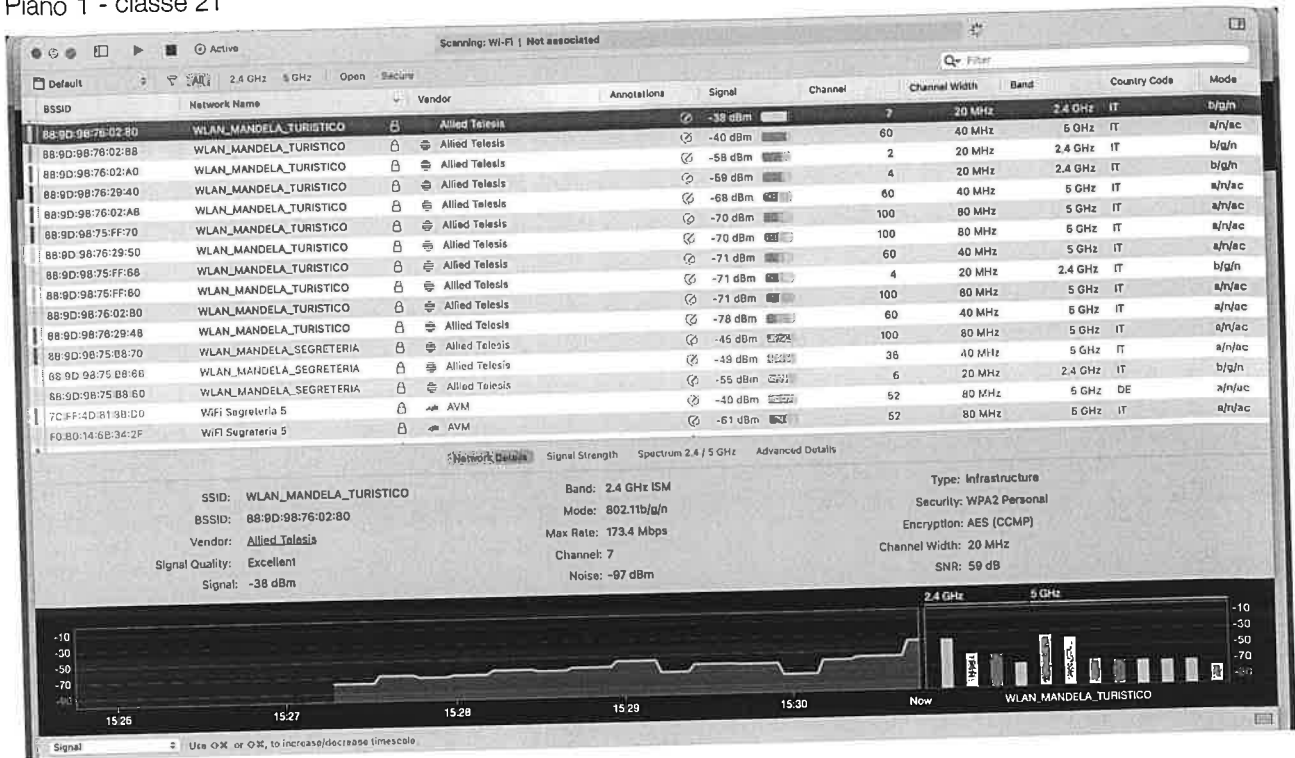 Piano 1 - classe 21
Active
Scanning: Wi-Fi | Not associated
Default All 2.4 GHz 5 GHz Open Secure Filter
BSSID Network Name Vendor Annotations Signal Channel Channel Width Band Country Code Mode
88:9D:98:76:02:80 WLAN_MANDELA_TURISTICO Allied Telesis -38 dBm 7 20 MHz 2.4 GHz IT b/g/n
88:9D:98:76:02:88 WLAN_MANDELA_TURISTICO Allied Telesis -40 dBm 60 40 MHz 5 GHz IT a/n/ac
88:9D:98:76:02:A0 WLAN_MANDELA_TURISTICO Allied Telesis -58 dBm 2 20 MHz 2.4 GHz IT b/g/n
88:9D:98:76:29:40 WLAN_MANDELA_TURISTICO Allied Telesis -59 dBm 4 20 MHz 2.4 GHz IT b/g/n
88:9D:98:76:02:A8 WLAN_MANDELA_TURISTICO Allied Telesis -68 dBm 60 40 MHz 5 GHz IT a/n/ac
88:9D:98:75:FF:70 WLAN_MANDELA_TURISTICO Allied Telesis -70 dBm 100 80 MHz 5 GHz IT a/n/ac
88:9D:98:76:29:50 WLAN_MANDELA_TURISTICO Allied Telesis -70 dBm 100 80 MHz 5 GHz IT a/n/ac
88:9D:98:75:FF:68 WLAN_MANDELA_TURISTICO Allied Telesis -71 dBm 60 40 MHz 5 GHz IT a/n/ac
88:9D:98:75:FF:60 WLAN_MANDELA_TURISTICO Allied Telesis -71 dBm 4 20 MHz 2.4 GHz IT b/g/n
88:9D:98:76:02:B0 WLAN_MANDELA_TURISTICO Allied Telesis -71 dBm 100 80 MHz 5 GHz IT a/n/ac
88:9D:98:76:29:48 WLAN_MANDELA_TURISTICO Allied Telesis -78 dBm 60 40 MHz 5 GHz IT a/n/ac
88:9D:98:75:B8:70 WLAN_MANDELA_SEGRETERIA Allied Telesis -45 dBm 100 80 MHz 5 GHz IT a/n/ac
88:9D:98:75:B8:68 WLAN_MANDELA_SEGRETERIA Allied Telesis -49 dBm 36 40 MHz 5 GHz IT a/n/ac
88:9D:98:75:B8:60 WLAN_MANDELA_SEGRETERIA Allied Telesis -55 dBm 6 20 MHz 2.4 GHz IT b/g/n
7C:FF:4D:81:3B:D0 WiFi Segreteria 5 AVM -40 dBm 52 80 MHz 5 GHz DE a/n/ac
F0:B0:14:6B:34:2F WiFi Segreteria 5 AVM -61 dBm 52 80 MHz 5 GHz IT a/n/ac
Network Details Signal Strength Spectrum 2.4 / 5 GHz Advanced Details
SSID: WLAN_MANDELA_TURISTICO Band: 2.4 GHz ISM Type: Infrastructure
BSSID: 88:9D:98:76:02:80 Mode: 802.11b/g/n Security: WPA2 Personal
Vendor: Allied Telesis Max Rate: 173.4 Mbps Encryption: AES (CCMP)
Signal Quality: Excellent Channel: 7 Channel Width: 20 MHz
Signal: -38 dBm Noise: -97 dBm SNR: 59 dB
2.4 GHz 5 GHz
-10 -10
-30 -30
-50 -50
-70 -70
-90 -90
15:26 15:27 15:28 15:29 15:30 Now WLAN_MANDELA_TURISTICO
Signal Use ⇧⌘ or ⇧⌘, to increase/decrease timescale